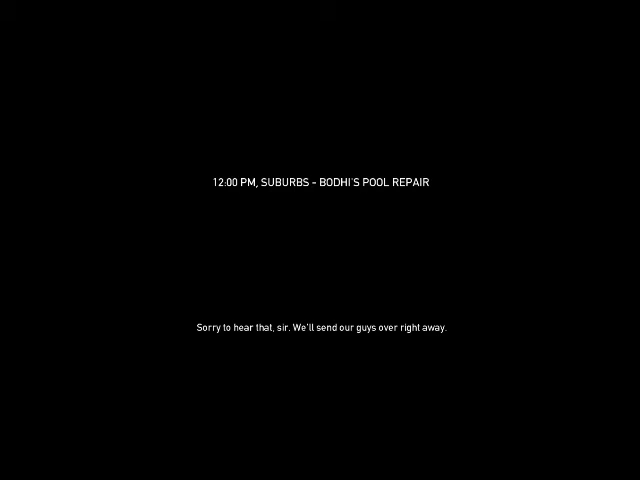 12:00 PM, SUBURBS - BODHI'S POOL REPAIR
Sorry to hear that, sir. We'll send our guys over right away.